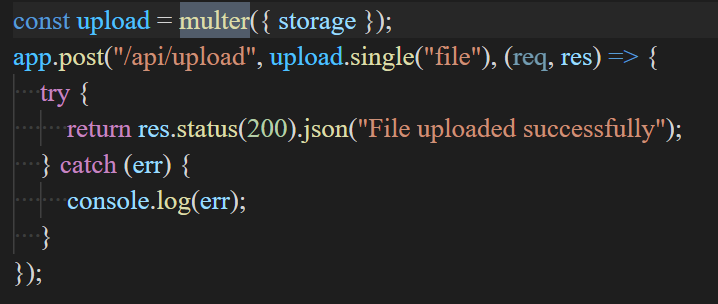 const upload = multer({ storage });
app.post("/api/upload", upload.single("file"), (req, res) => {
    try {
        return res.status(200).json("File uploaded successfully");
    } catch (err) {
        console.log(err);
    }
});